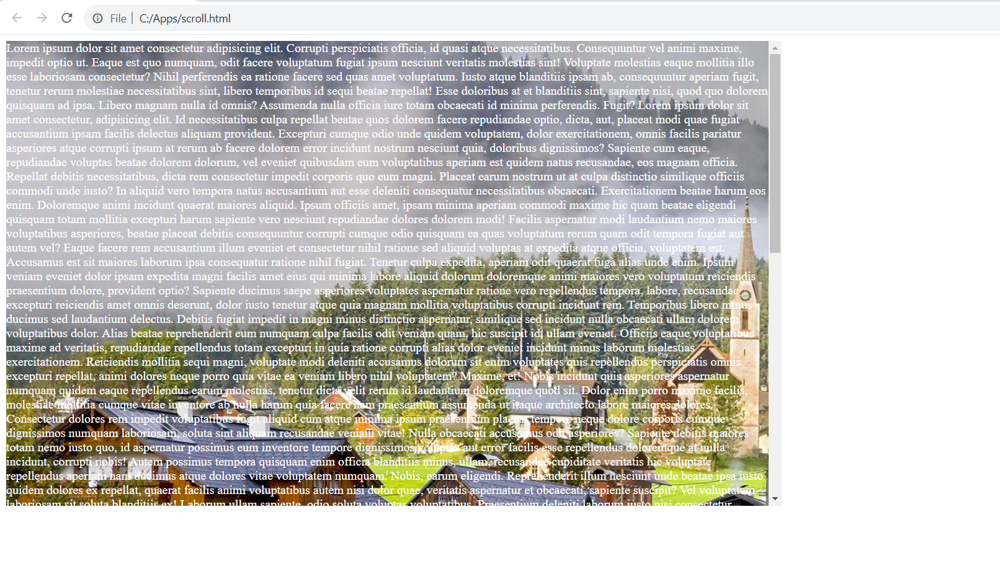 File
C:/Apps/scroll.html
Lorem ipsum dolor sit amet consectetur adipisicing elit. Corrupti perspiciatis officia, id quasi atque necessitatibus. Consequuntur vel animi maxime,
impedit optio ut. Eaque est quo numquam, odit facere voluptatum fugiat ipsum nesciunt veritatis molestias sint! Voluptate molestias eaque mollitia illo
esse laboriosam consectetur? Nihil perferendis ea ratione facere sed quas amet voluptatum. Iusto atque blanditiis ipsam ab, consequuntur aperiam fugit,
tenetur rerum molestiae necessitatibus sint, libero temporibus id sequi beatae repellat! Esse doloribus at et blanditiis sint, sapiente nisi, quod quo dolorem
quisquam ad ipsa. Libero magnam nulla id omnis? Assumenda nulla officia iure totam obcaecati id minima perferendis. Fugit? Lorem ipsum dolor sit
amet consectetur, adipisicing elit. Id necessitatibus culpa repellat beatae quos dolorem facere repudiandae optio, dicta, aut, placeat modi quae fugiat
accusantium ipsam facilis delectus aliquam provident. Excepturi cumque odio unde quidem voluptatem, dolor exercitationem, omnis facilis pariatur
asperiores atque corrupti ipsum at rerum ab facere dolorem error incidunt nostrum nesciunt quia, doloribus dignissimos? Sapiente cum eaque,
repudiandae voluptas beatae dolorem dolorum, vel eveniet quibusdam eum voluptatibus aperiam est quidem natus recusandae, eos magnam officia.
Repellat debitis necessitatibus, dicta rem consectetur impedit corporis quo eum magni. Placeat earum nostrum ut at culpa distinctio similique officiis
commodi unde iusto? In aliquid vero tempora natus accusantium aut esse deleniti consequatur necessitatibus obcaecati. Exercitationem beatae harum eos
enim. Doloremque animi incidunt quaerat maiores aliquid. Ipsum officiis amet, ipsam minima aperiam commodi maxime hic quam beatae eligendi
quisquam totam mollitia excepturi harum sapiente vero nesciunt repudiandae dolores dolorem modi! Facilis aspernatur modi laudantium nemo maiores
voluptatibus asperiores, beatae placeat debitis consequuntur corrupti cumque odio quisquam ea quas voluptatum rerum quam odit tempora fugiat aut
autem vel? Eaque facere rem accusantium illum eveniet et consectetur nihil ratione sed aliquid voluptas at expedita atque officia, voluptatem est.
Accusamus est sit maiores laborum ipsa consequatur ratione nihil fugiat. Tenetur culpa expedita, aperiam odit quaerat fuga alias unde enim. Ipsum
veniam eveniet dolor ipsam expedita magni facilis amet eius qui minima labore aliquid dolorum doloremque animi maiores vero voluptatum reiciendis
praesentium dolore, provident optio? Sapiente ducimus saepe asperiores voluptates aspernatur ratione vero repellendus tempora, labore, recusandae
excepturi reiciendis amet omnis deserunt, dolor iusto tenetur atque quia magnam mollitia voluptatibus corrupti incidunt rem. Temporibus libero minus
ducimus sed laudantium delectus. Debitis fugiat impedit in magni minus distinctio aspernatur, similique sed incidunt nulla obcaecati ullam dolorem
voluptatibus dolor. Alias beatae reprehenderit eum numquam culpa facilis odit veniam quam, hic suscipit id, ullam eveniet. Officiis eaque voluptatibus
maxime ad veritatis, repudiandae repellendus totam excepturi in quia ratione corrupti alias dolor eveniet incidunt minus laborum molestias
exercitationem. Reiciendis mollitia sequi magni, voluptate modi deleniti accusamus dolorum sit enim voluptates quis repellendus perspiciatis omnis
excepturi repellat, animi dolores neque porro quia vitae ea veniam libero nihil voluptatem? Maxime, et! Nobis incidunt quis asperiores aspernatur
numquam quidem eaque repellendus earum molestias, tenetur dicta velit rerum id laudantium doloremque quod sit. Dolor enim porro maxime facilis,
molestiae mollitia cumque vitae inventore ab nulla harum quia facere nam praesentium assumenda ut itaque architecto labore maiores dolores.
Consectetur dolores rem impedit voluptatibus fugit aliquid cum atque minima ipsum praesentium placeat tempore neque dolore corporis cumque
dignissimos numquam laboriosam, soluta sint aliquam recusandae veniam vitae! Nulla obcaecati accusamus odit asperiores? Sapiente debitis maiores
totam nemo iusto quo, id aspernatur possimus eum inventore tempore dignissimos voluptas aut error facilis esse repellendus doloremque at nulla
incidunt, corrupti nobis! Autem possimus tempora quisquam enim officia blanditiis minus, ullam, recusandae cupiditate veritatis hic voluptate
repellendus aperiam nam ducimus atque dolores vitae voluptatem numquam. Nobis, earum eligendi. Reprehenderit illum nesciunt unde beatae ipsa iusto
quidem dolores ex repellat, quaerat facilis animi voluptatibus autem nisi dolor quae, veritatis aspernatur et obcaecati, sapiente suscipit? Vel voluptatem
laboriosam sit soluta blanditiis ex! Laborum ullam sapiente, odio soluta voluptas voluptatibus. Praesentium deleniti laborum iusto nisi consectetur